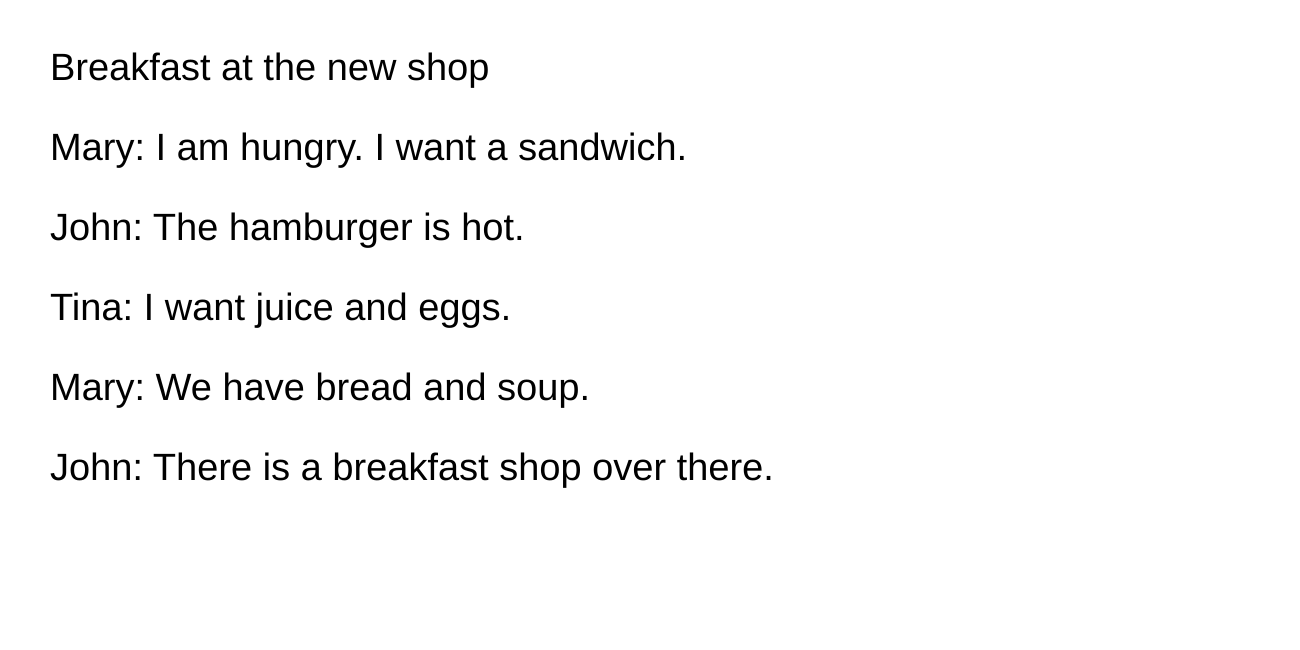 Breakfast at the new shop
Mary: I am hungry. I want a sandwich.
John: The hamburger is hot.
Tina: I want juice and eggs.
Mary: We have bread and soup.
John: There is a breakfast shop over there.